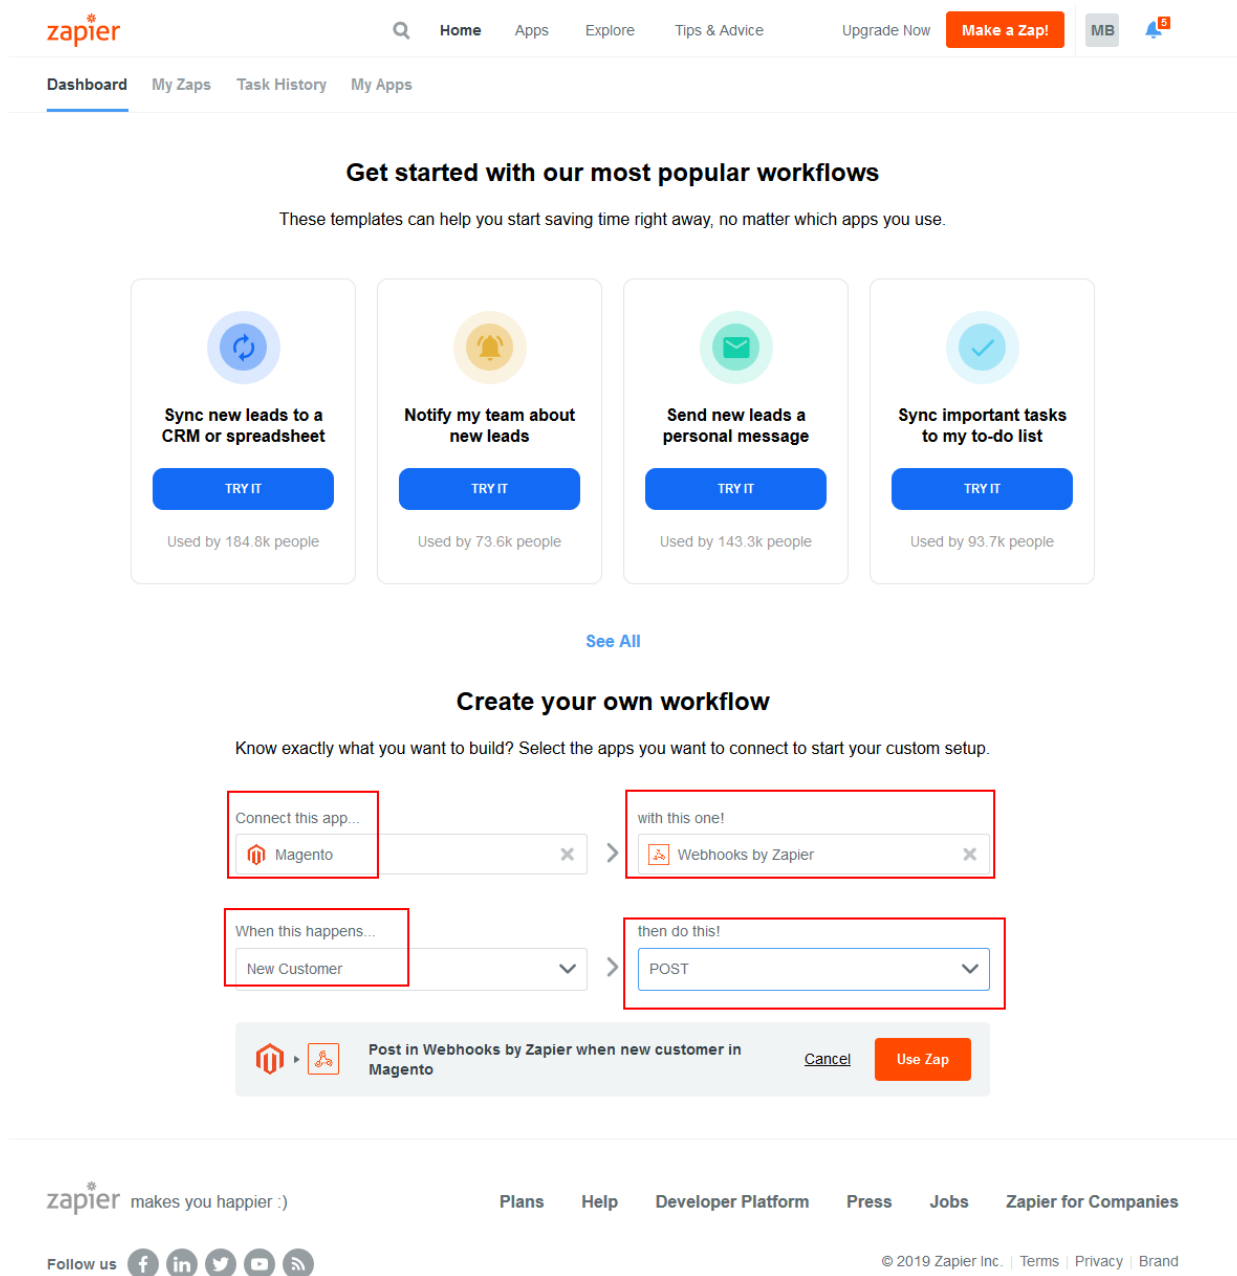 zapier Home Apps Explore Tips & Advice Upgrade Now Make a Zap! MB 5
Dashboard My Zaps Task History My Apps
Get started with our most popular workflows
These templates can help you start saving time right away, no matter which apps you use.
Sync new leads to a
CRM or spreadsheet
TRY IT
Used by 184.8k people
Notify my team about
new leads
TRY IT
Used by 73.6k people
Send new leads a
personal message
TRY IT
Used by 143.3k people
Sync important tasks
to my to-do list
TRY IT
Used by 93.7k people
See All
Create your own workflow
Know exactly what you want to build? Select the apps you want to connect to start your custom setup.
Connect this app...
Magento
with this one!
Webhooks by Zapier
When this happens...
New Customer
then do this!
POST
Post in Webhooks by Zapier when new customer in
Magento
Cancel Use Zap
zapier makes you happier :) Plans Help Developer Platform Press Jobs Zapier for Companies
Follow us © 2019 Zapier Inc. | Terms | Privacy | Brand